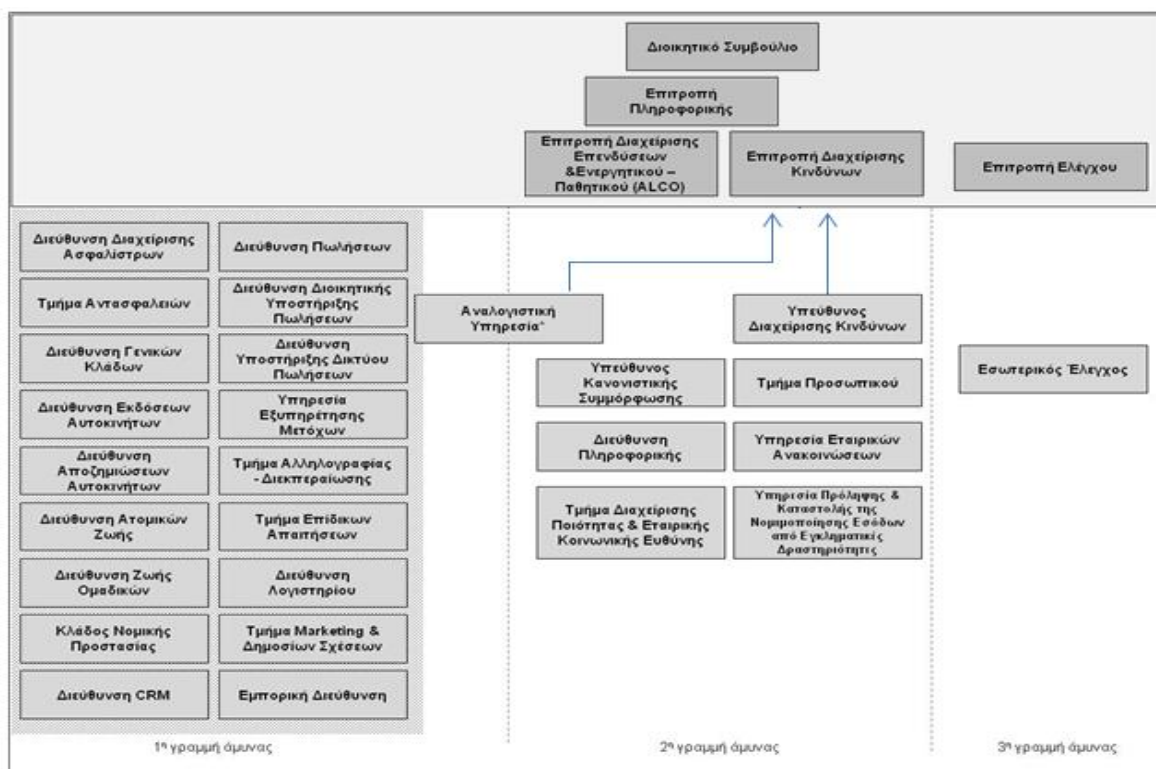 Διοικητικό Συμβούλιο
Επιτροπή
Πληροφορικής
Επιτροπή Διαχείρισης
Επενδύσεων
&Ενεργητικού –
Παθητικού (ALCO)
Επιτροπή Διαχείρισης
Κινδύνων
Επιτροπή Ελέγχου
Διεύθυνση Διαχείρισης
Ασφαλίστρων
Διεύθυνση Πωλήσεων
Τμήμα Αντασφαλειών
Διεύθυνση Διοικητικής
Υποστήριξης
Πωλήσεων
Διεύθυνση Γενικών
Κλάδων
Διεύθυνση
Υποστήριξης Δικτύου
Πωλήσεων
Διεύθυνση Εκδόσεων
Αυτοκινήτων
Υπηρεσία
Εξυπηρέτησης
Μετόχων
Διεύθυνση
Αποζημιώσεων
Αυτοκινήτων
Τμήμα Αλληλογραφίας
- Διεκπεραίωσης
Διεύθυνση Ατομικών
Ζωής
Τμήμα Επίδικων
Απαιτήσεων
Διεύθυνση Ζωής
Ομαδικών
Διεύθυνση
Λογιστηρίου
Κλάδος Νομικής
Προστασίας
Τμήμα Marketing &
Δημοσίων Σχέσεων
Διεύθυνση CRM
Εμπορική Διεύθυνση
Αναλογιστική
Υπηρεσία*
Υπεύθυνος
Διαχείρισης Κινδύνων
Υπεύθυνος
Κανονιστικής
Συμμόρφωσης
Τμήμα Προσωπικού
Διεύθυνση
Πληροφορικής
Υπηρεσία Εταιρικών
Ανακοινώσεων
Τμήμα Διαχείρισης
Ποιότητας & Εταιρικής
Κοινωνικής Ευθύνης
Υπηρεσία Πρόληψης &
Καταστολής της
Νομιμοποίησης Εσόδων
από Εγκληματικές
Δραστηριότητες
Εσωτερικός Έλεγχος
1η γραμμή άμυνας
2η γραμμή άμυνας
3η γραμμή άμυνας